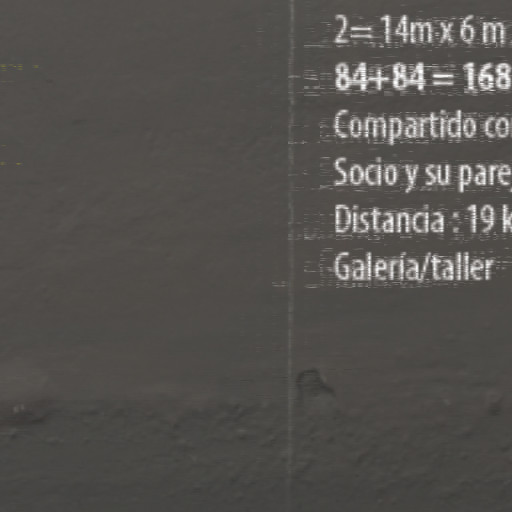 2= 14m x 6 m
84+84 = 168
Compartido
Socio y su
Distancia : 19
Galería/taller